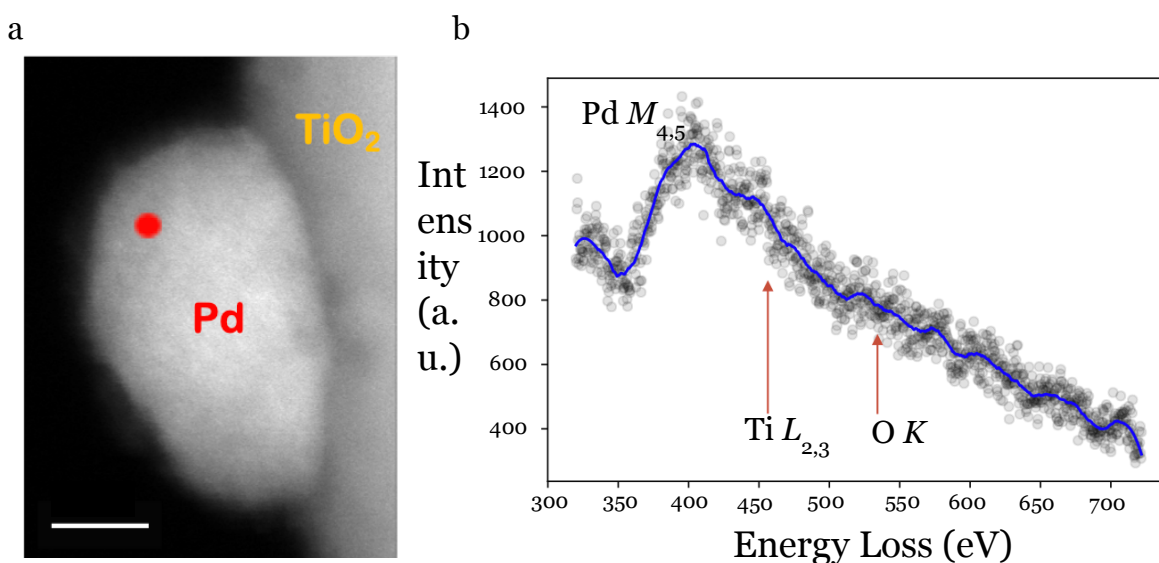 a
b
TiO2
Pd
Pd M4,5
Int
ens
ity
(a.
u.)
1400
1200
1000
800
600
400
Ti L2,3
O K
300
350
400
450
500
550
600
650
700
Energy Loss (eV)